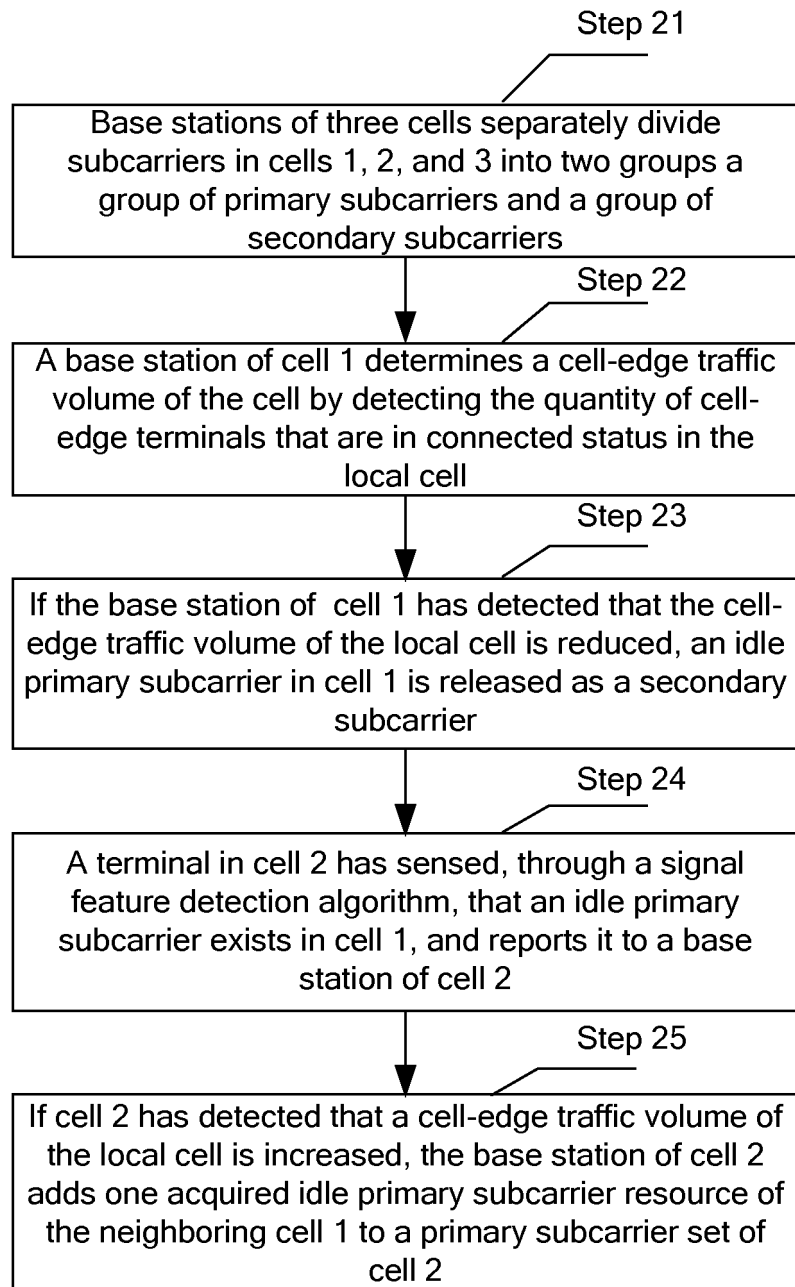 Step 21
Base stations of three cells separately divide
subcarriers in cells 1, 2, and 3 into two groups a
group of primary subcarriers and a group of
secondary subcarriers
Step 22
A base station of cell 1 determines a cell-edge traffic
volume of the cell by detecting the quantity of cell-
edge terminals that are in connected status in the
local cell
Step 23
If the base station of cell 1 has detected that the cell-
edge traffic volume of the local cell is reduced, an idle
primary subcarrier in cell 1 is released as a secondary
subcarrier
Step 24
A terminal in cell 2 has sensed, through a signal
feature detection algorithm, that an idle primary
subcarrier exists in cell 1, and reports it to a base
station of cell 2
Step 25
If cell 2 has detected that a cell-edge traffic volume of
the local cell is increased, the base station of cell 2
adds one acquired idle primary subcarrier resource of
the neighboring cell 1 to a primary subcarrier set of
cell 2